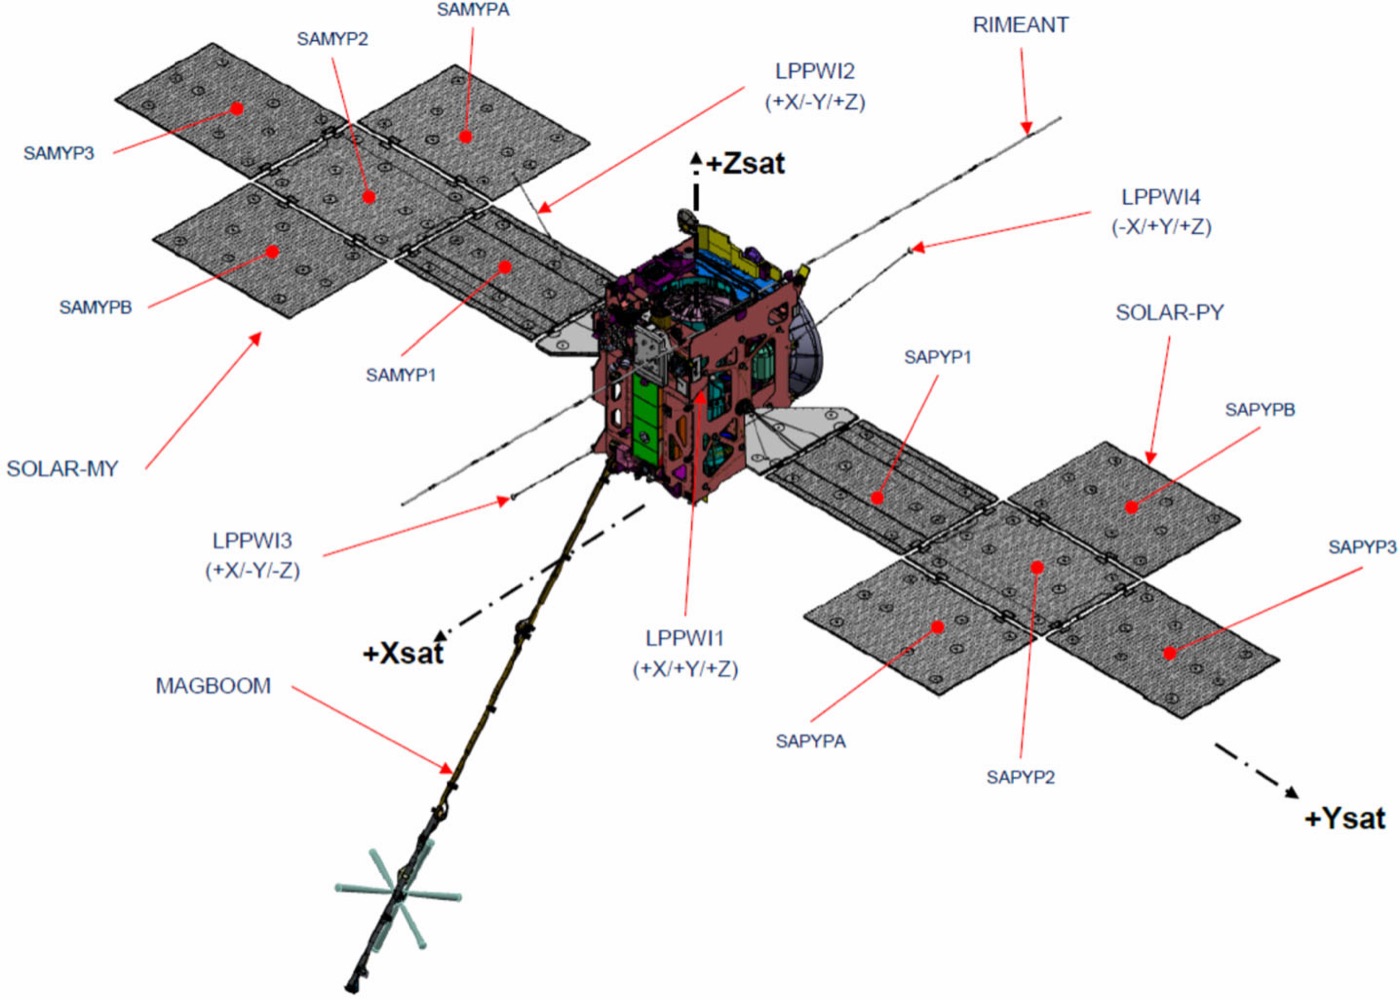 SAMYPA
RIMEANT
SAMYP2
LPPWI2
(+X/-Y/+Z)
SAMYP3
+Zsat
LPPWI4
(-X/+Y/+Z)
SAMYPB
SOLAR-PY
SAPYP1
SAMYP1
SAPYPB
SOLAR-MY
LPPWI3
(+X/-Y/-Z)
SAPYP3
LPPWI1
(+X/+Y/+Z)
+Xsat
MAGBOOM
SAPYPA
SAPYP2
+Ysat